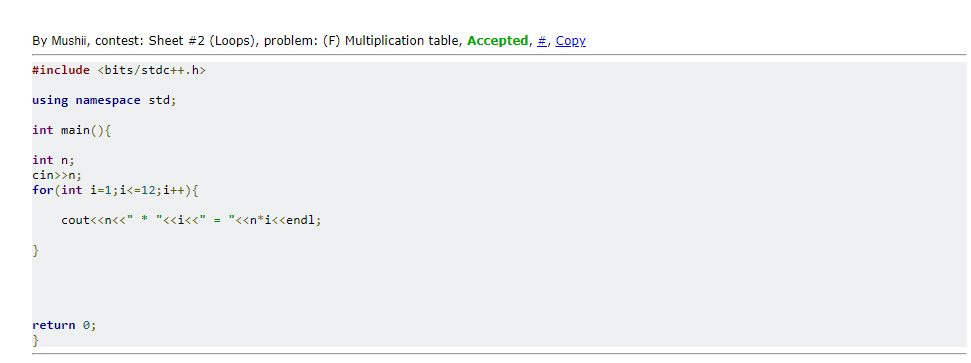 By Mushii, contest: Sheet #2 (Loops), problem: (F) Multiplication table, Accepted, #, Copy
#include <bits/stdc++.h>
using namespace std;
int main(){
int n;
cin>>n;
for(int i=1;i<=12;i++){
    cout<<n<<" * "<<i<<" = "<<n*i<<endl;
}
return 0;
}